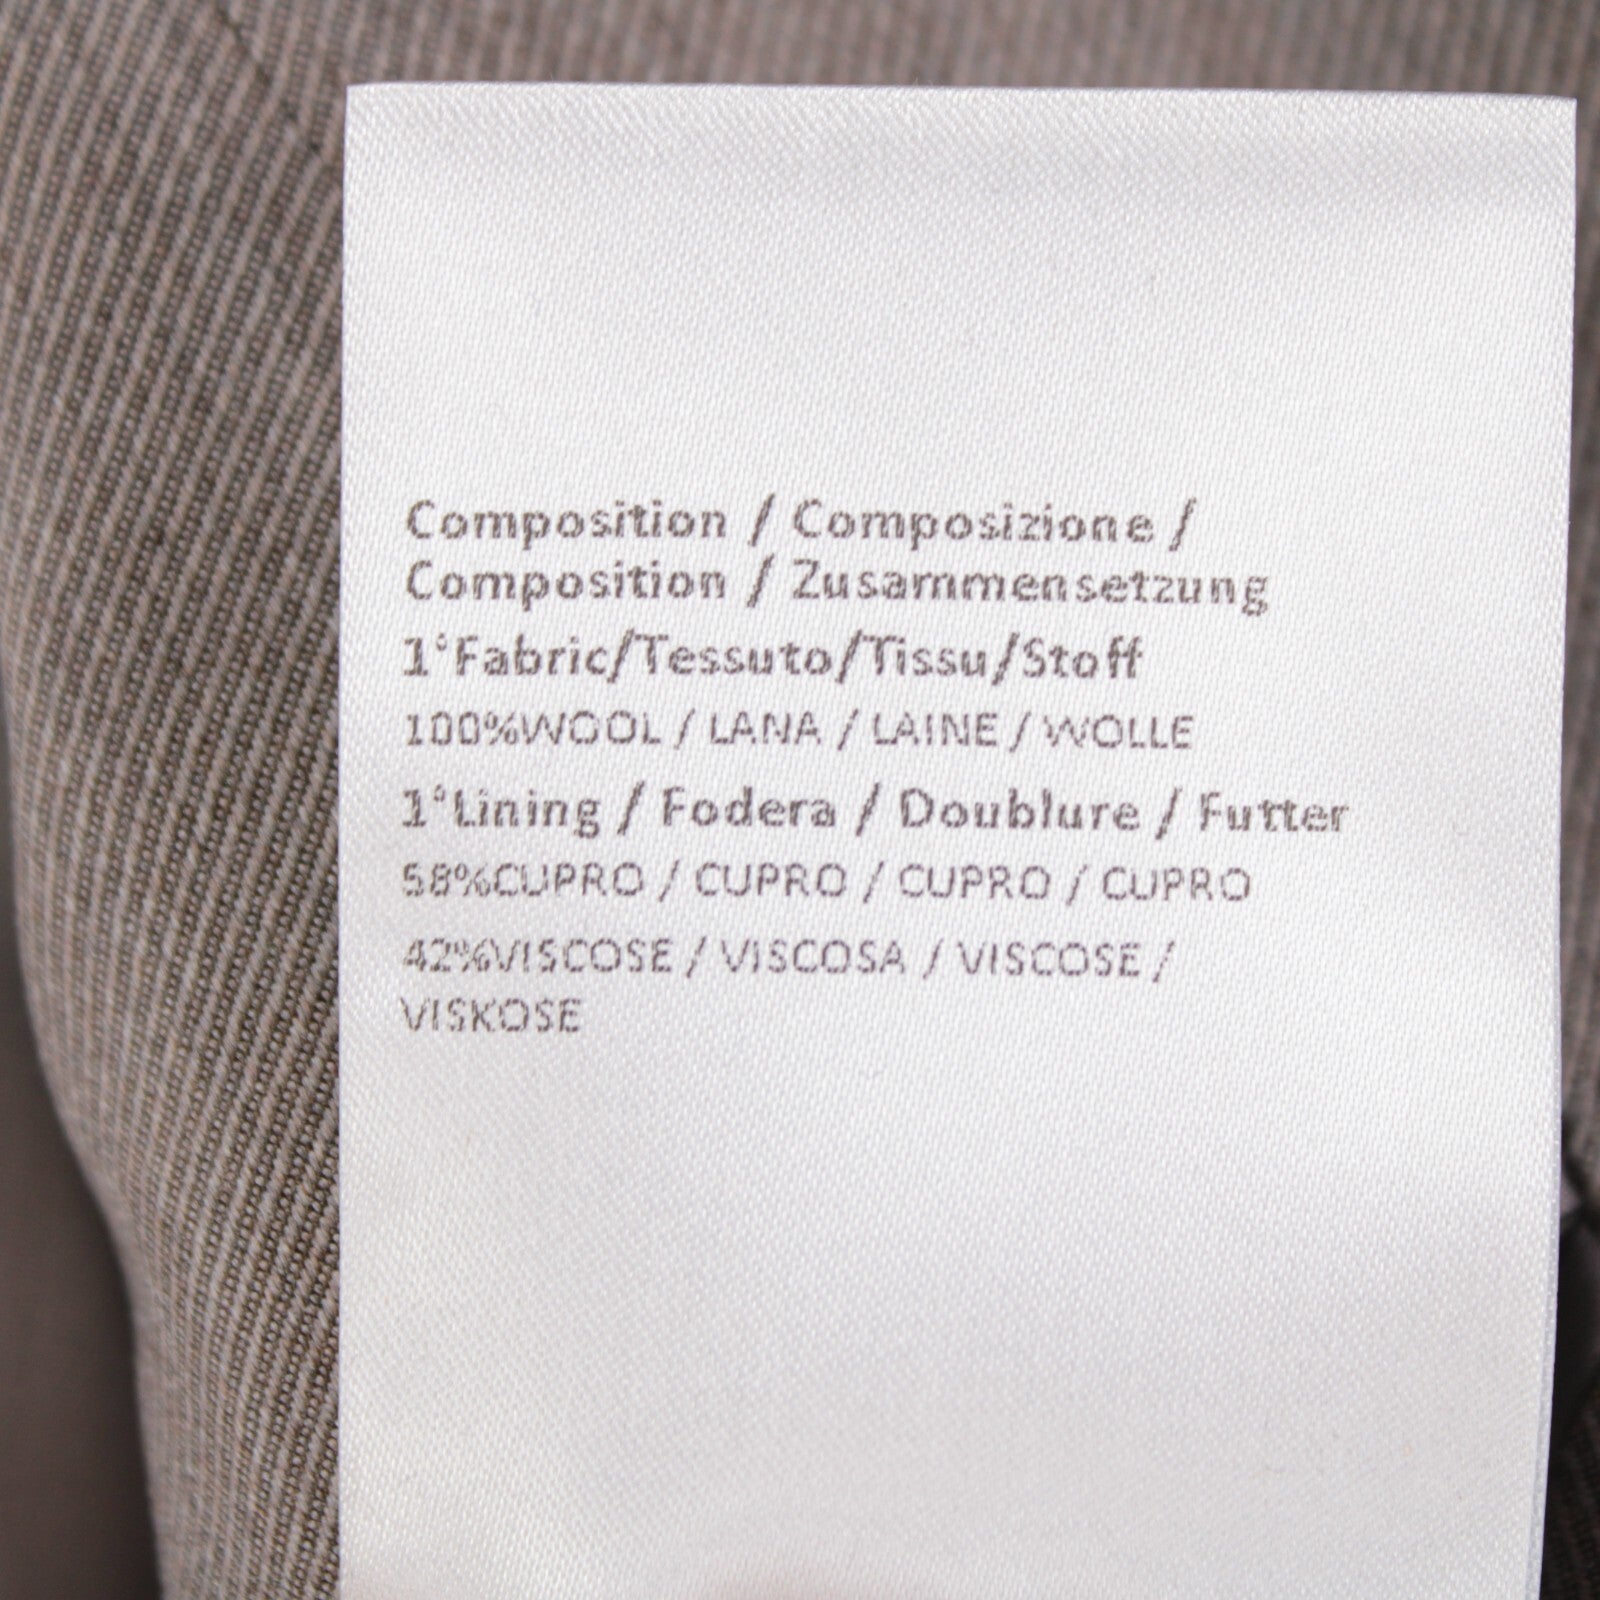 Composition / Composizione /
Composition / Zusammensetzung
1°Fabric/Tessuto/Tissu/Stoff
100%WOOL / LANA / LAINE / WOLLE
1°Lining / Fodera / Doublure / Futter
58%CUPRO / CUPRO / CUPRO / CUPRO
42%VISCOSE / VISCOSA / VISCOSE /
VISKOSE